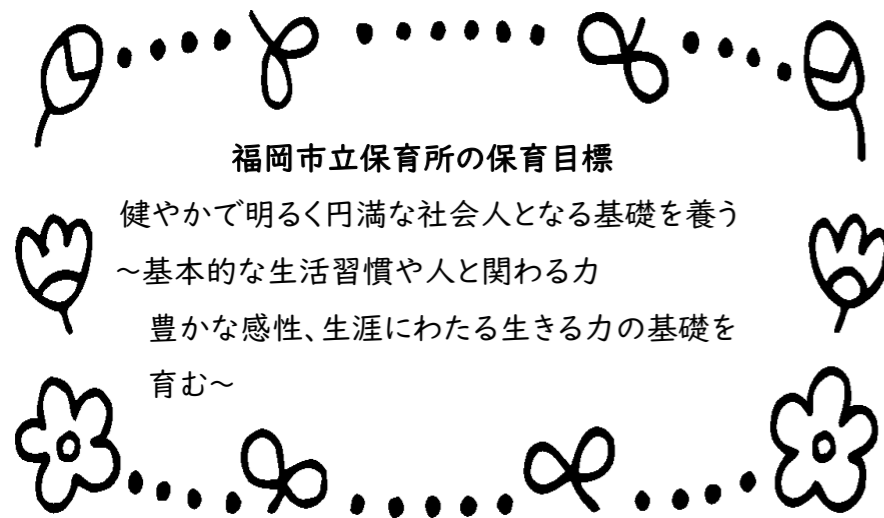 福岡市立保育所の保育目標
健やかで明るく円満な社会人となる基礎を養う
～基本的な生活習慣や人と関わる力
豊かな感性、生涯にわたる生きる力の基礎を
育む～